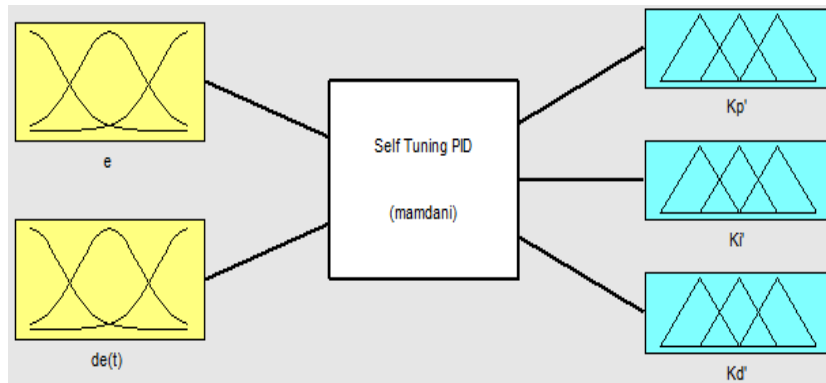 e
de(t)
Self Tuning PID
(mamdani)
Kp'
Ki'
Kd'